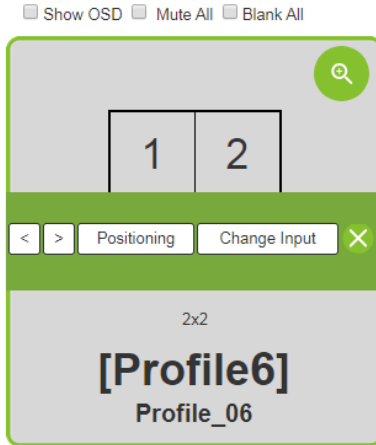 Show OSD Mute All Blank All
1 2
< > Positioning Change Input
2x2
[Profile6]
Profile_06